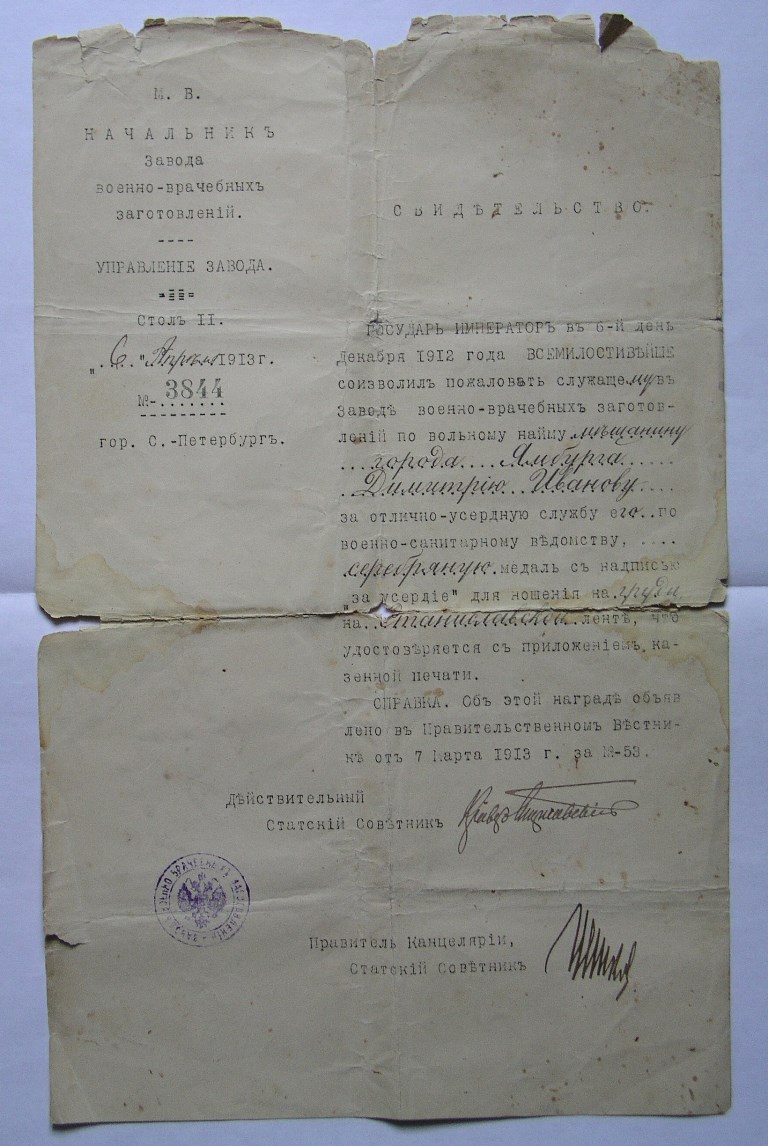 М. В.
НАЧАЛЬНИКЪ
Завода
военно-врачебныхъ
заготовленій.
----
УПРАВЛЕНІЕ ЗАВОДА.
Столъ II.
"6" Апрѣля 1913 г.
№- 3844
гор. С.-Петербургъ.
СВИДѢТЕЛЬСТВО.
ГОСУДАРЬ ИМПЕРАТОРЪ въ 6-й день
Декабря 1912 года ВСЕМИЛОСТИВѢЙШЕ
соизволилъ пожаловать служащему въ
Заводѣ военно-врачебныхъ заготов-
леній по вольному найму мѣщанину
...города....Ямбурга......
..Димитрію..Иванову....
за отлично-усердную службу его..по
военно-санитарному вѣдомству, ....
серебряную медаль съ надписью
"за усердіе" для ношенія на груди
на..Станиславской лентѣ, что
удостовѣряется съ приложеніемъ ка-
зенной печати.
СПРАВКА. Объ этой наградѣ объяв
лено въ Правительственномъ Вѣстни-
кѣ отъ 7 Марта 1913 г. за №-53.
Дѣйствительный
Статскій Совѣтникъ
Правитель Канцеляріи,
Статскій Совѣтникъ